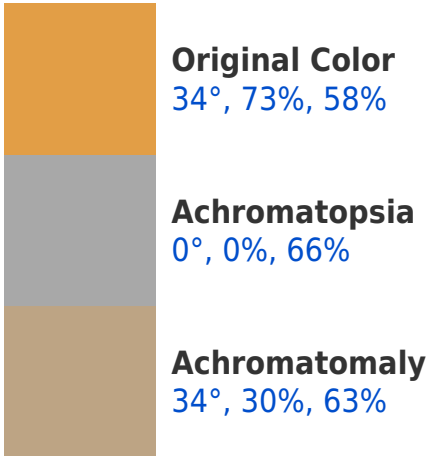 Original Color
34°, 73%, 58%
Achromatopsia
0°, 0%, 66%
Achromatomaly
34°, 30%, 63%